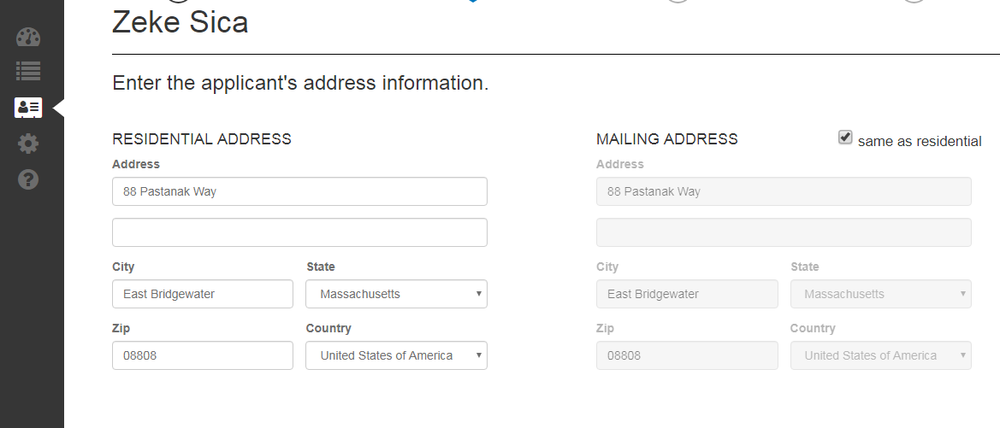 Zeke Sica
Enter the applicant's address information.
RESIDENTIAL ADDRESS
Address
88 Pastanak Way
City State
East Bridgewater Massachusetts
Zip Country
08808 United States of America
MAILING ADDRESS same as residential
Address
88 Pastanak Way
City State
East Bridgewater Massachusetts
Zip Country
08808 United States of America